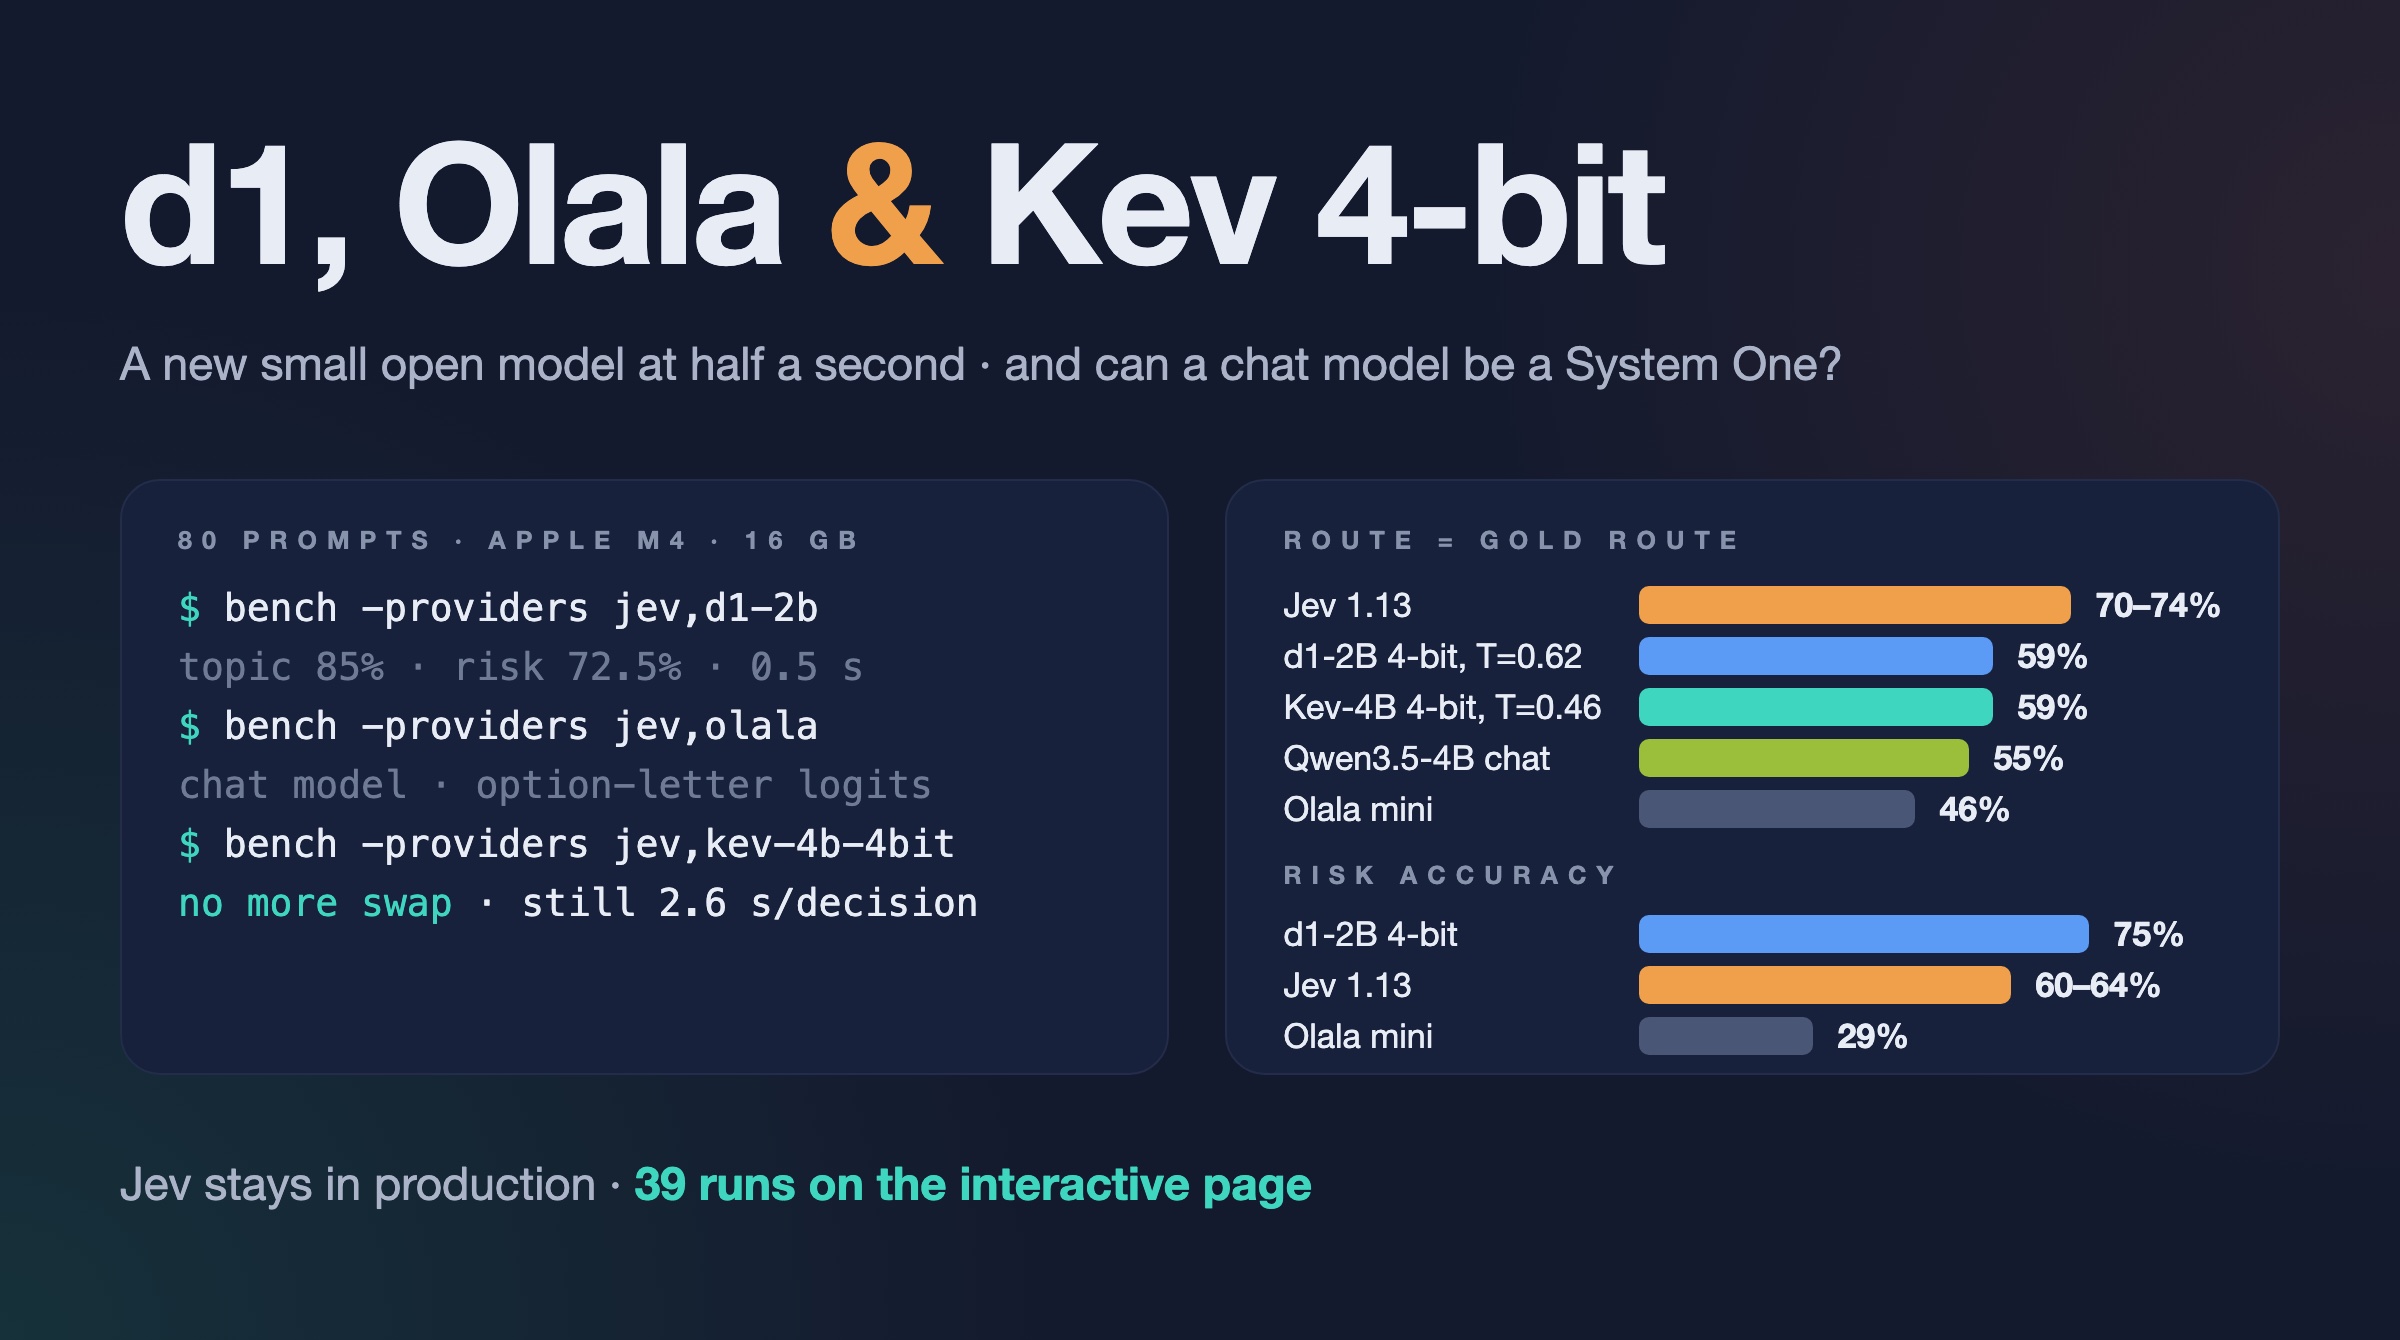 d1, Olala & Kev 4-bit
A new small open model at half a second · and can a chat model be a System One?
80 PROMPTS · APPLE M4 · 16 GB
$ bench -providers jev,d1-2b
topic 85% · risk 72.5% · 0.5 s
$ bench -providers jev,olala
chat model · option-letter logits
$ bench -providers jev,kev-4b-4bit
no more swap · still 2.6 s/decision
ROUTE = GOLD ROUTE
Jev 1.13 70–74%
d1-2B 4-bit, T=0.62 59%
Kev-4B 4-bit, T=0.46 59%
Qwen3.5-4B chat 55%
Olala mini 46%
RISK ACCURACY
d1-2B 4-bit 75%
Jev 1.13 60–64%
Olala mini 29%
Jev stays in production · 39 runs on the interactive page